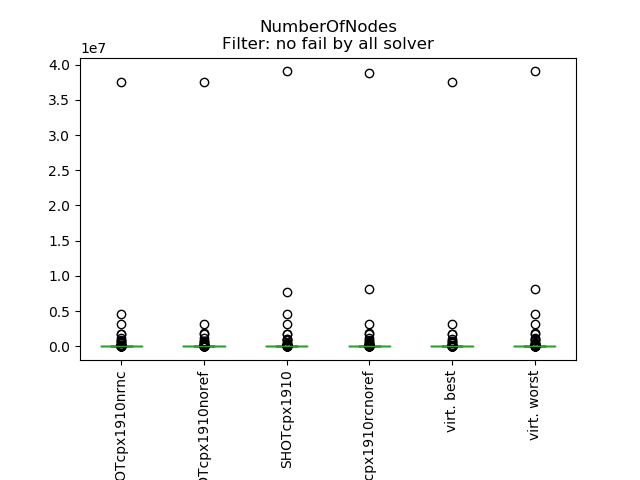 NumberOfNodes
Filter: no fail by all solver
1e7
4.0
3.5
3.0
2.5
2.0
1.5
1.0
0.5
0.0
OTcpx1910nrnc
OTcpx1910noref
SHOTcpx1910
cpx1910rcnoref
virt. best
virt. worst